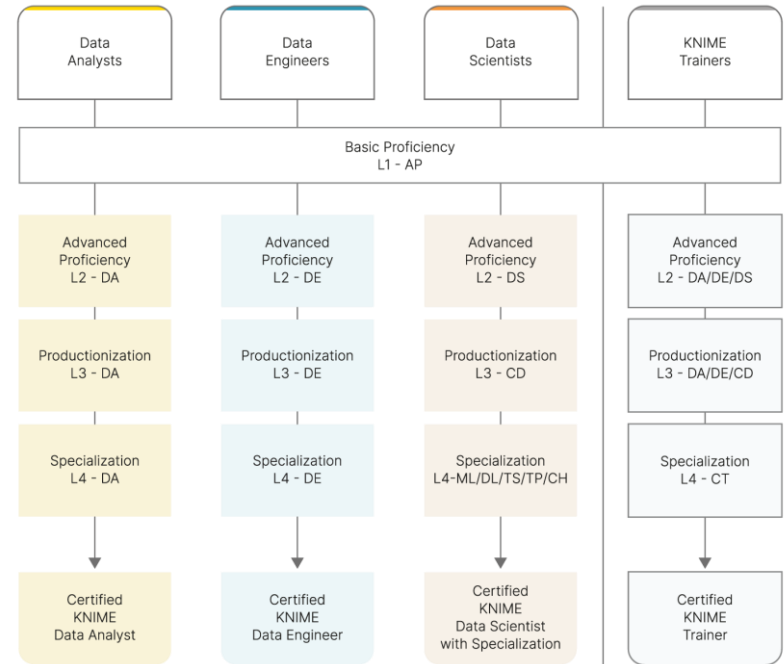 Data
Analysts
Data
Engineers
Data
Scientists
KNIME
Trainers
Basic Proficiency
L1 - AP
Advanced
Proficiency
L2 - DA
Advanced
Proficiency
L2 - DE
Advanced
Proficiency
L2 - DS
Advanced
Proficiency
L2 - DA/DE/DS
Productionization
L3 - DA
Productionization
L3 - DE
Productionization
L3 - CD
Productionization
L3 - DA/DE/CD
Specialization
L4 - DA
Specialization
L4 - DE
Specialization
L4-ML/DL/TS/TP/CH
Specialization
L4 - CT
Certified
KNIME
Data Analyst
Certified
KNIME
Data Engineer
Certified
KNIME
Data Scientist
with Specialization
Certified
KNIME
Trainer